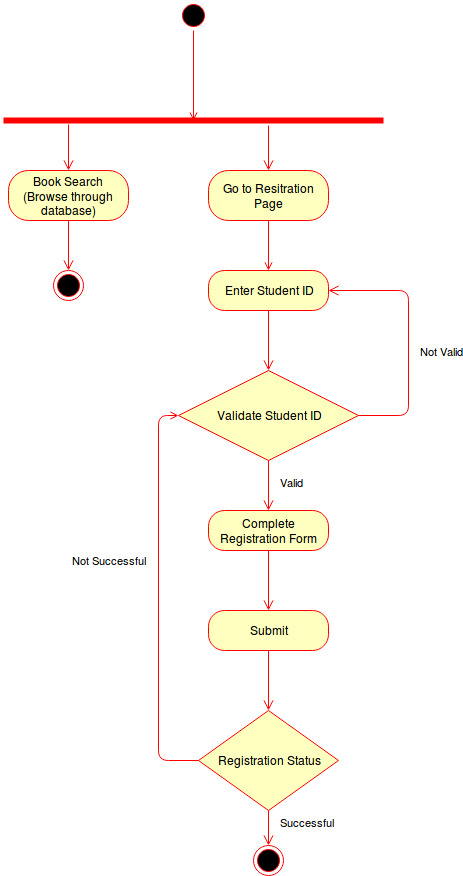 Book Search
(Browse through
database)
Go to Resitration
Page
Enter Student ID
Not Valid
Validate Student ID
Valid
Complete
Registration Form
Not Successful
Submit
Registration Status
Successful